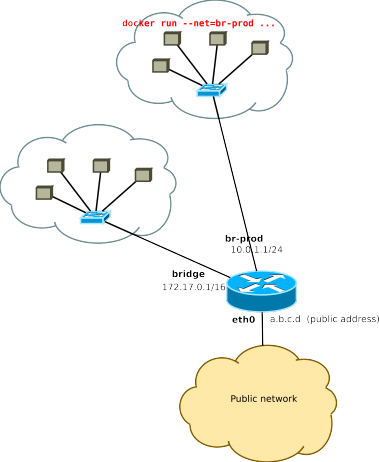 docker run --net=br-prod ...
br-prod
10.0.1.1/24
bridge
172.17.0.1/16
eth0 a.b.c.d (public address)
Public network